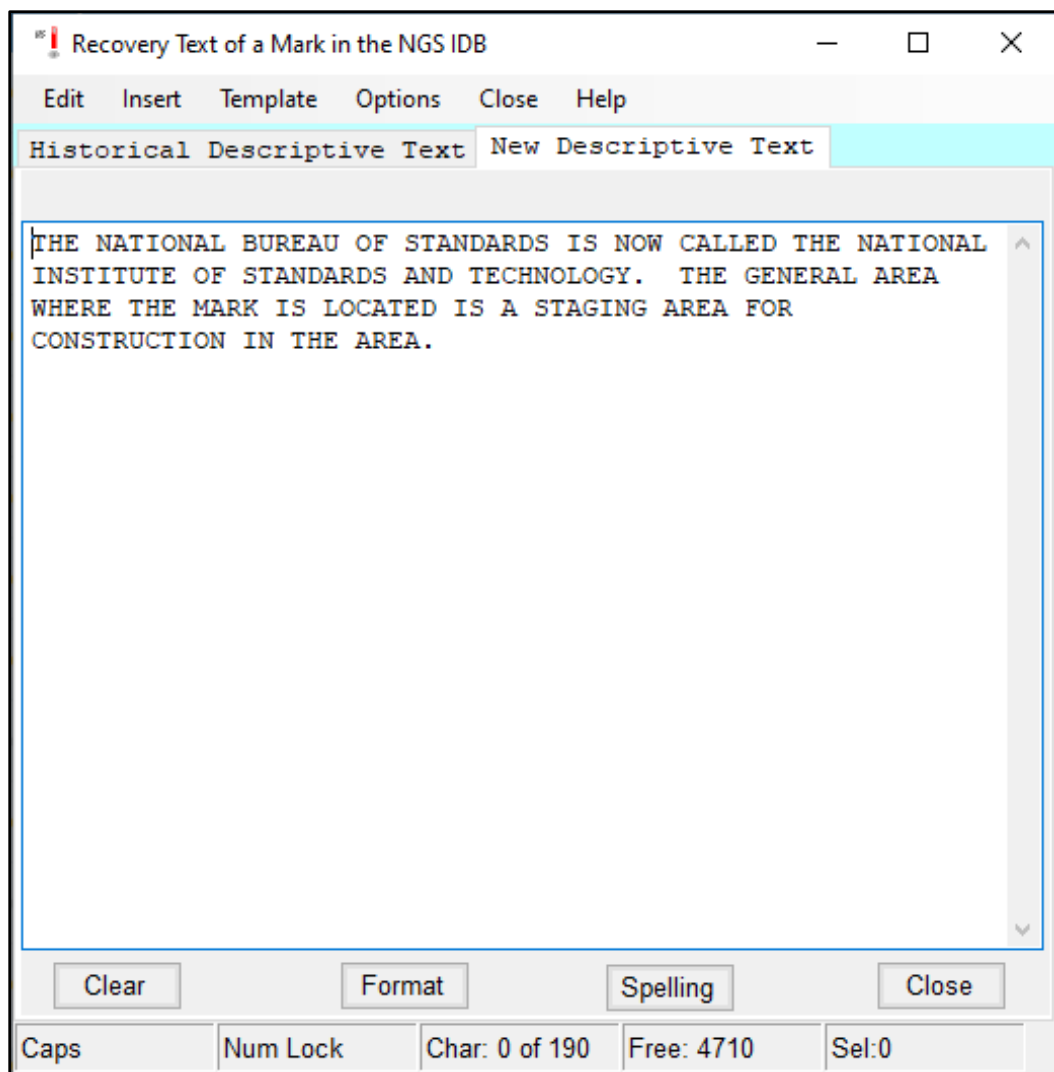 Recovery Text of a Mark in the NGS IDB
Edit Insert Template Options Close Help
Historical Descriptive Text New Descriptive Text
THE NATIONAL BUREAU OF STANDARDS IS NOW CALLED THE NATIONAL
INSTITUTE OF STANDARDS AND TECHNOLOGY.  THE GENERAL AREA
WHERE THE MARK IS LOCATED IS A STAGING AREA FOR
CONSTRUCTION IN THE AREA.
Clear Format Spelling Close
Caps Num Lock Char: 0 of 190 Free: 4710 Sel:0